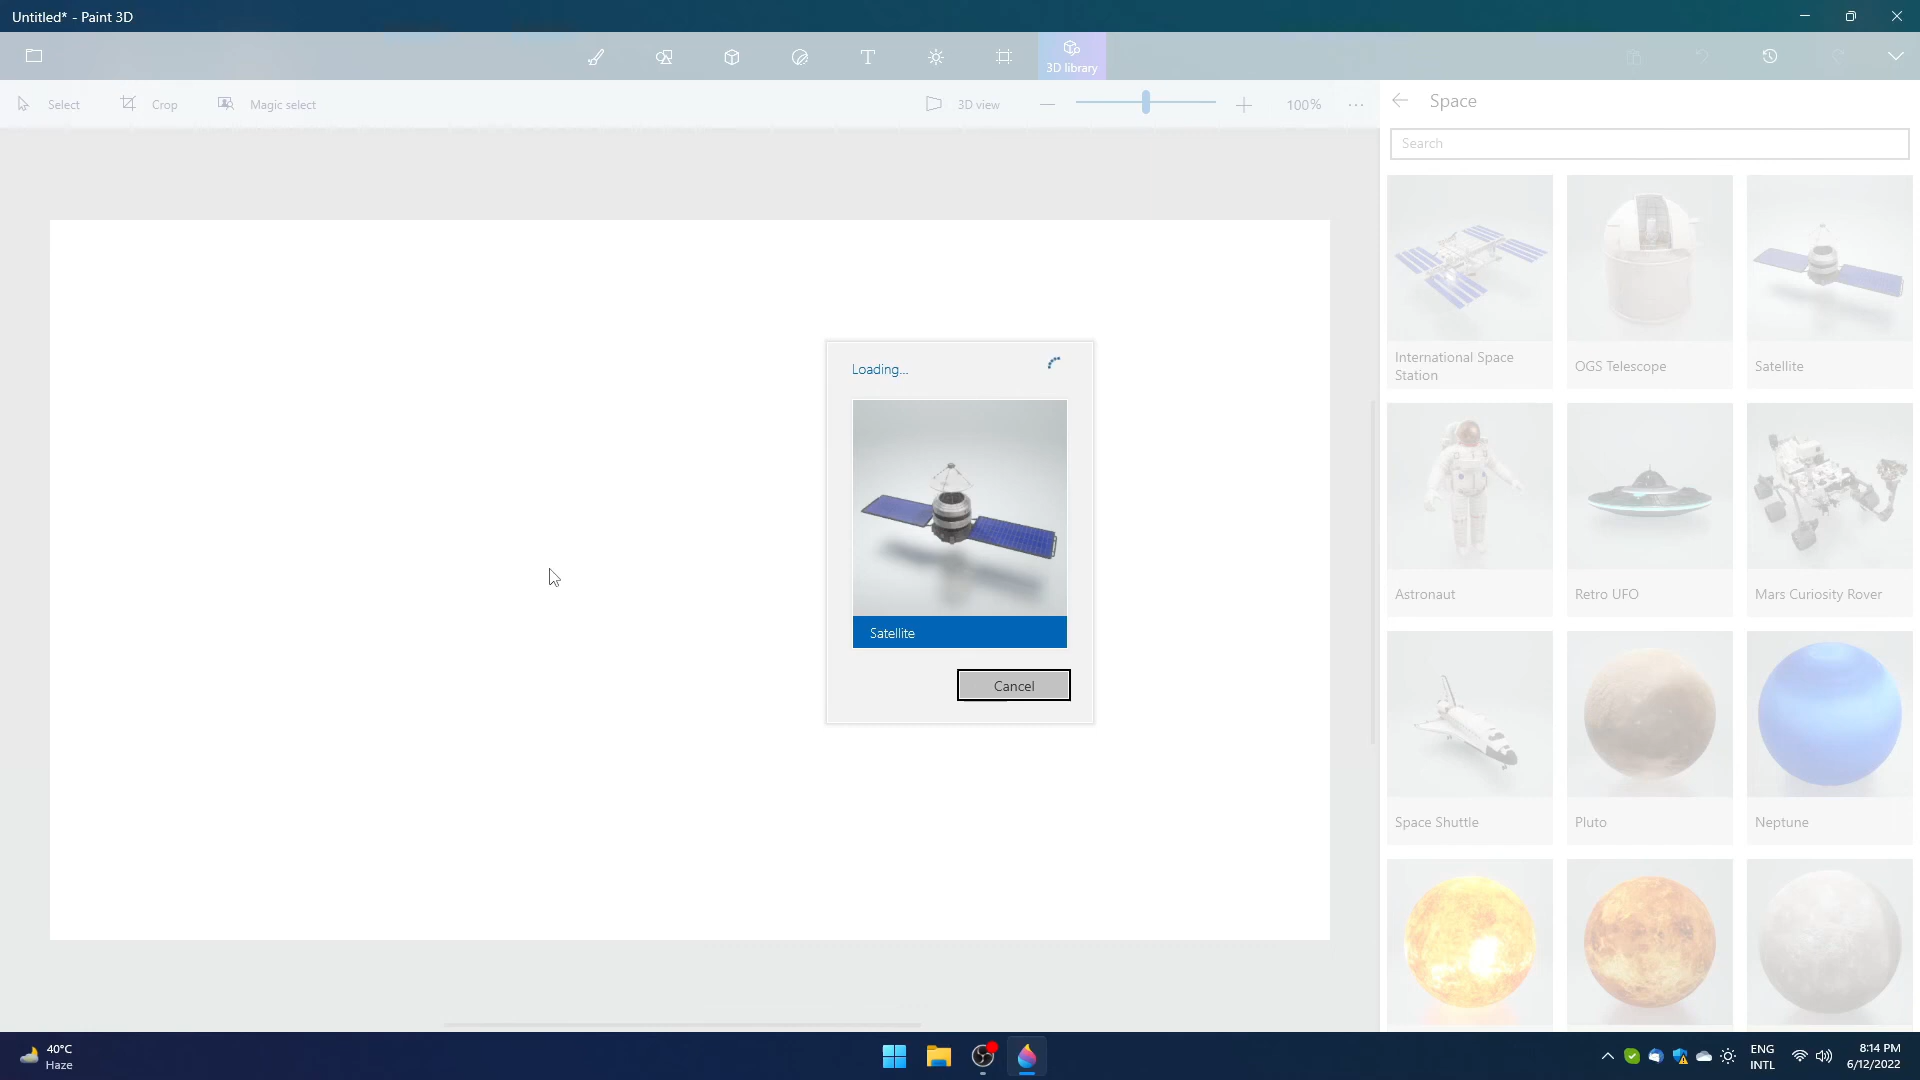 Untitled* - Paint 3D
3D library
Select
Crop
Magic select
3D view
100%
Space
Search
International Space
Station
OGS Telescope
Satellite
Loading...
Satellite
Cancel
Astronaut
Retro UFO
Mars Curiosity Rover
Space Shuttle
Pluto
Neptune
40°C
Haze
ENG
INTL
8:14 PM
6/12/2022